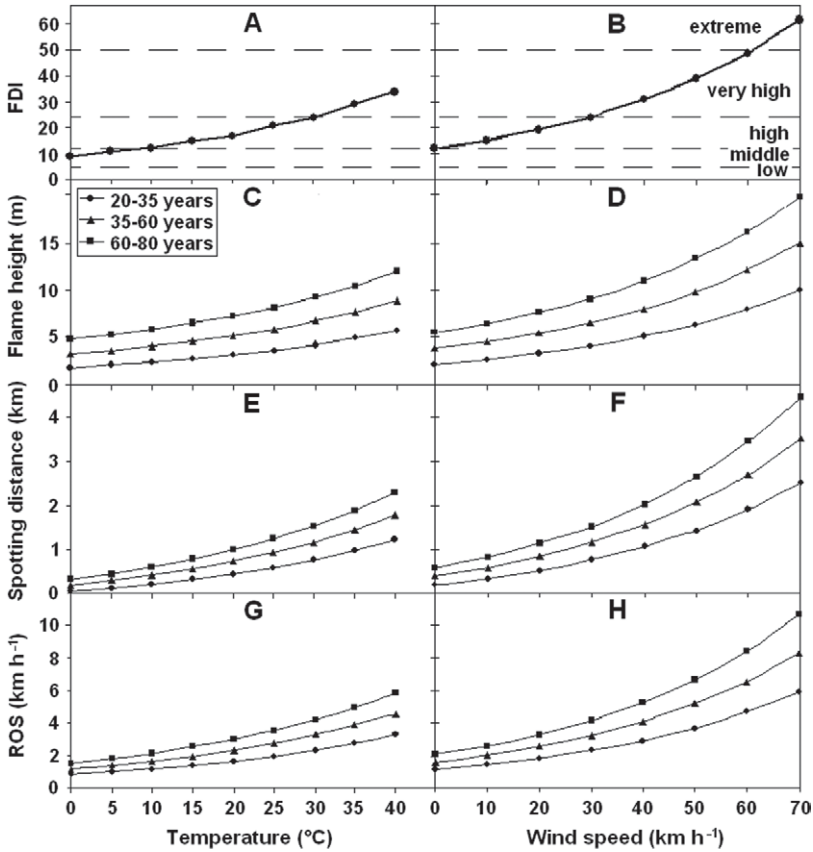 A
B
FDI
60
50
40
30
20
10
0
extreme
very high
high
middle
low
C
D
20-35 years
35-60 years
60-80 years
Flame height (m)
15
10
5
0
E
F
Spotting distance (km)
4
3
2
1
0
G
H
ROS (km h⁻¹)
10
8
6
4
2
0
0 5 10 15 20 25 30 35 40
0 10 20 30 40 50 60 70
Temperature (°C)
Wind speed (km h⁻¹)